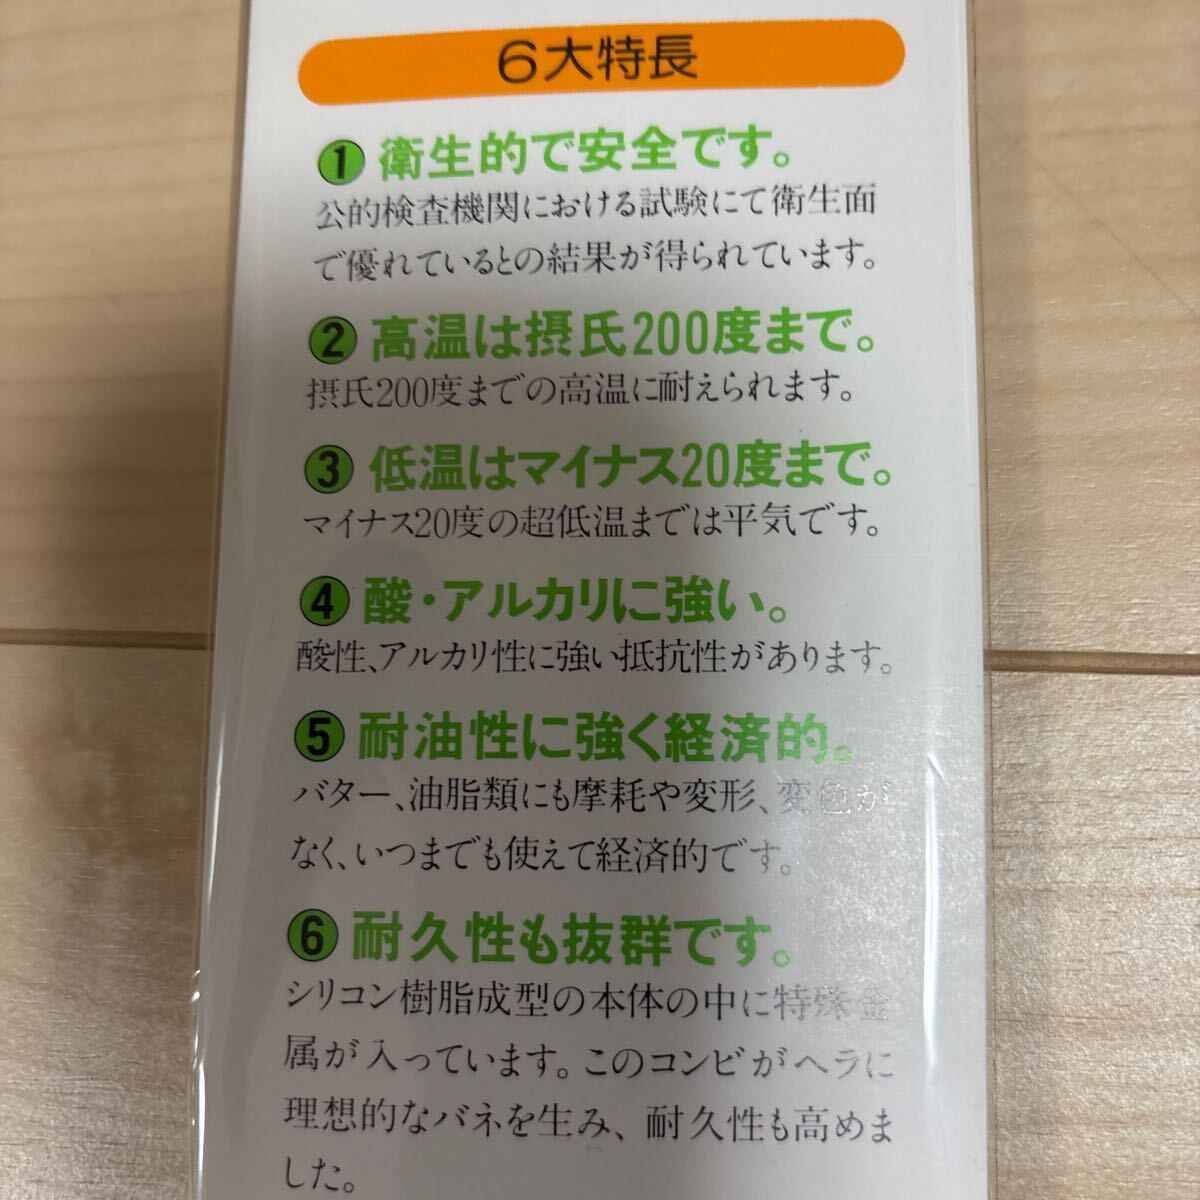 6大特長
1 衛生的で安全です。
公的検査機関における試験にて衛生面
で優れているとの結果が得られています。
2 高温は摂氏200度まで。
摂氏200度までの高温に耐えられます。
3 低温はマイナス20度まで。
マイナス20度の超低温までは平気です。
4 酸・アルカリに強い。
酸性、アルカリ性に強い抵抗性があります。
5 耐油性に強く経済的。
バター、油脂類にも摩耗や変形、変色が
なく、いつまでも使えて経済的です。
6 耐久性も抜群です。
シリコン樹脂成型の本体の中に特殊金
属が入っています。このコンビがヘラに
理想的なバネを生み、耐久性も高めま
した。